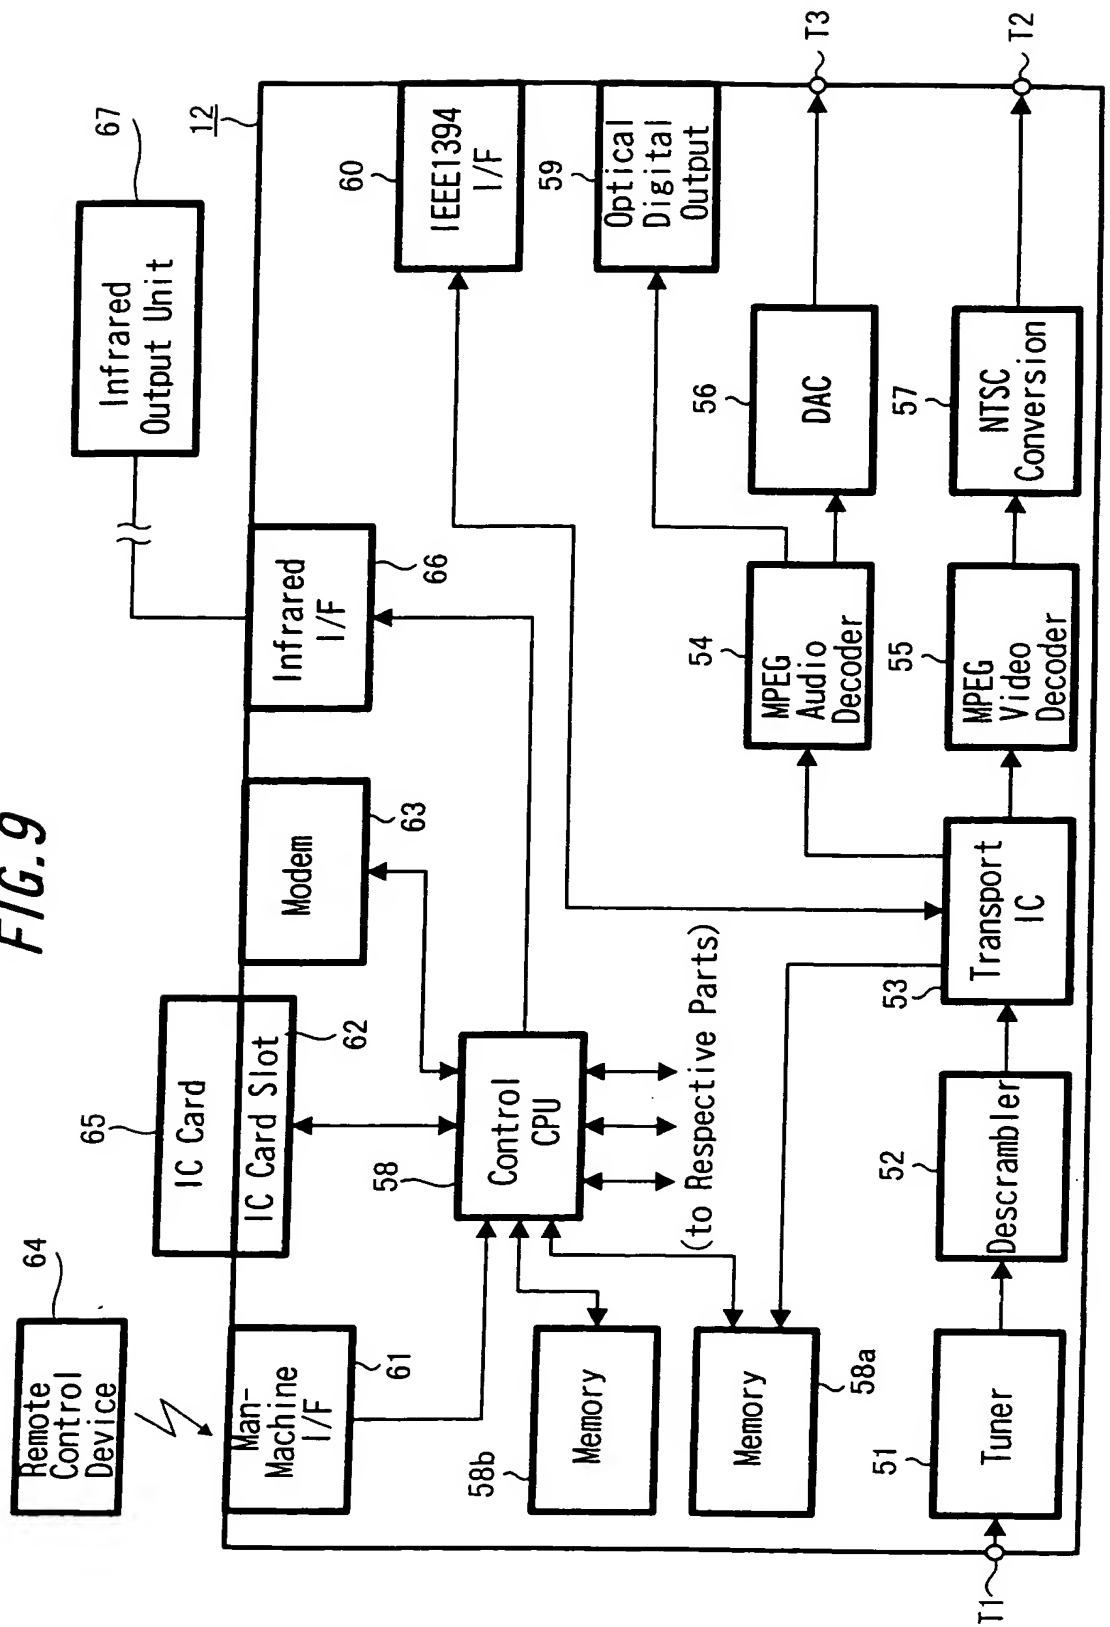 FIG. 9
Remote
Control
Device
64
65
IC Card
IC Card Slot
62
Infrared
Output Unit
67
12
Man-
Machine
I/F
61
Modem
63
Infrared
I/F
66
IEEE1394
I/F
60
Optical
Digital
Output
59
58
Control
CPU
(to Respective Parts)
58b
Memory
Memory
58a
T1
51
Tuner
52
Descrambler
53
Transport
IC
54
MPEG
Audio
Decoder
55
MPEG
Video
Decoder
56
DAC
57
NTSC
Conversion
T3
T2